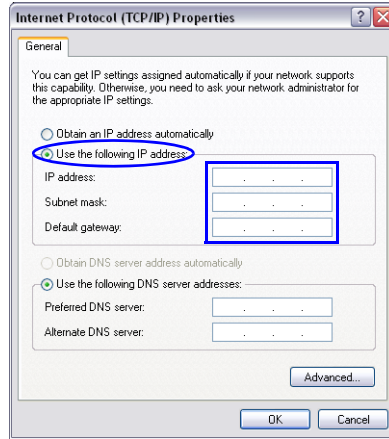 Internet Protocol (TCP/IP) Properties
General
You can get IP settings assigned automatically if your network supports
this capability. Otherwise, you need to ask your network administrator for
the appropriate IP settings.
Obtain an IP address automatically
Use the following IP address:
IP address:
Subnet mask:
Default gateway:
Obtain DNS server address automatically
Use the following DNS server addresses:
Preferred DNS server:
Alternate DNS server:
Advanced...
OK Cancel